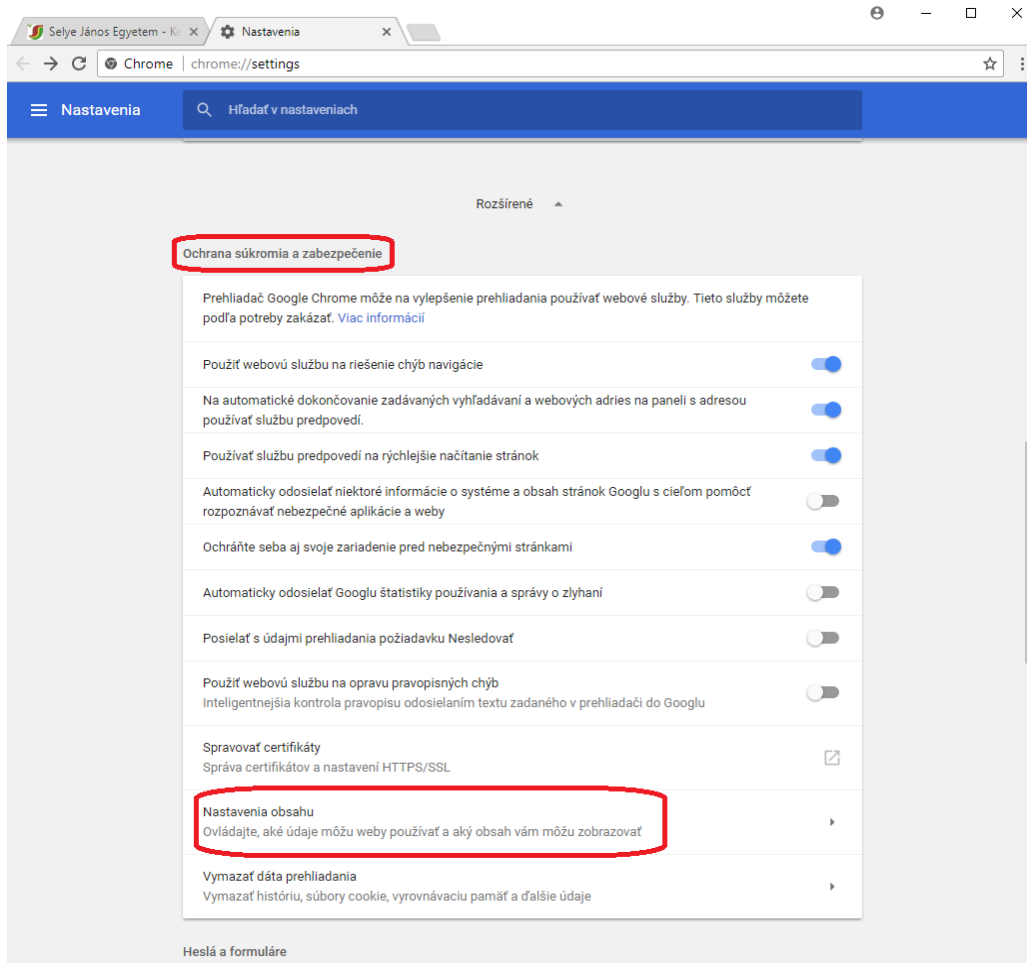 Selye János Egyetem - Ke
Nastavenia
Chrome
chrome://settings
Nastavenia
Hľadať v nastaveniach
Rozšírené
Ochrana súkromia a zabezpečenie
Prehliadač Google Chrome môže na vylepšenie prehliadania používať webové služby. Tieto služby môžete
podľa potreby zakázať. Viac informácií
Použiť webovú službu na riešenie chýb navigácie
Na automatické dokončovanie zadávaných vyhľadávaní a webových adries na paneli s adresou
používať službu predpovedí.
Používať službu predpovedí na rýchlejšie načítanie stránok
Automaticky odosielať niektoré informácie o systéme a obsah stránok Googlu s cieľom pomôcť
rozpoznávať nebezpečné aplikácie a weby
Ochráňte seba aj svoje zariadenie pred nebezpečnými stránkami
Automaticky odosielať Googlu štatistiky používania a správy o zlyhaní
Posielať s údajmi prehliadania požiadavku Nesledovať
Použiť webovú službu na opravu pravopisných chýb
Inteligentnejšia kontrola pravopisu odosielaním textu zadaného v prehliadači do Googlu
Spravovať certifikáty
Správa certifikátov a nastavení HTTPS/SSL
Nastavenia obsahu
Ovládajte, aké údaje môžu weby používať a aký obsah vám môžu zobrazovať
Vymazať dáta prehliadania
Vymazať históriu, súbory cookie, vyrovnávaciu pamäť a ďalšie údaje
Heslá a formuláre